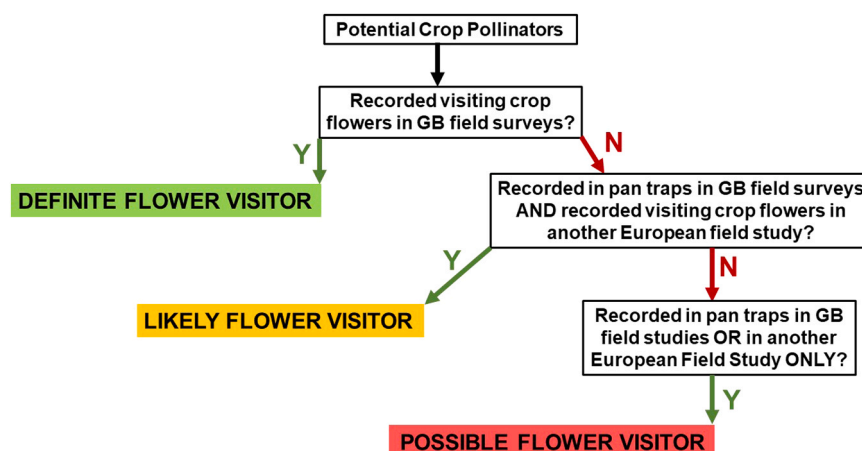 Potential Crop Pollinators
Recorded visiting crop
flowers in GB field surveys?
Y
N
DEFINITE FLOWER VISITOR
Recorded in pan traps in GB field surveys
AND recorded visiting crop flowers in
another European field study?
Y
N
LIKELY FLOWER VISITOR
Recorded in pan traps in GB
field studies OR in another
European Field Study ONLY?
Y
POSSIBLE FLOWER VISITOR